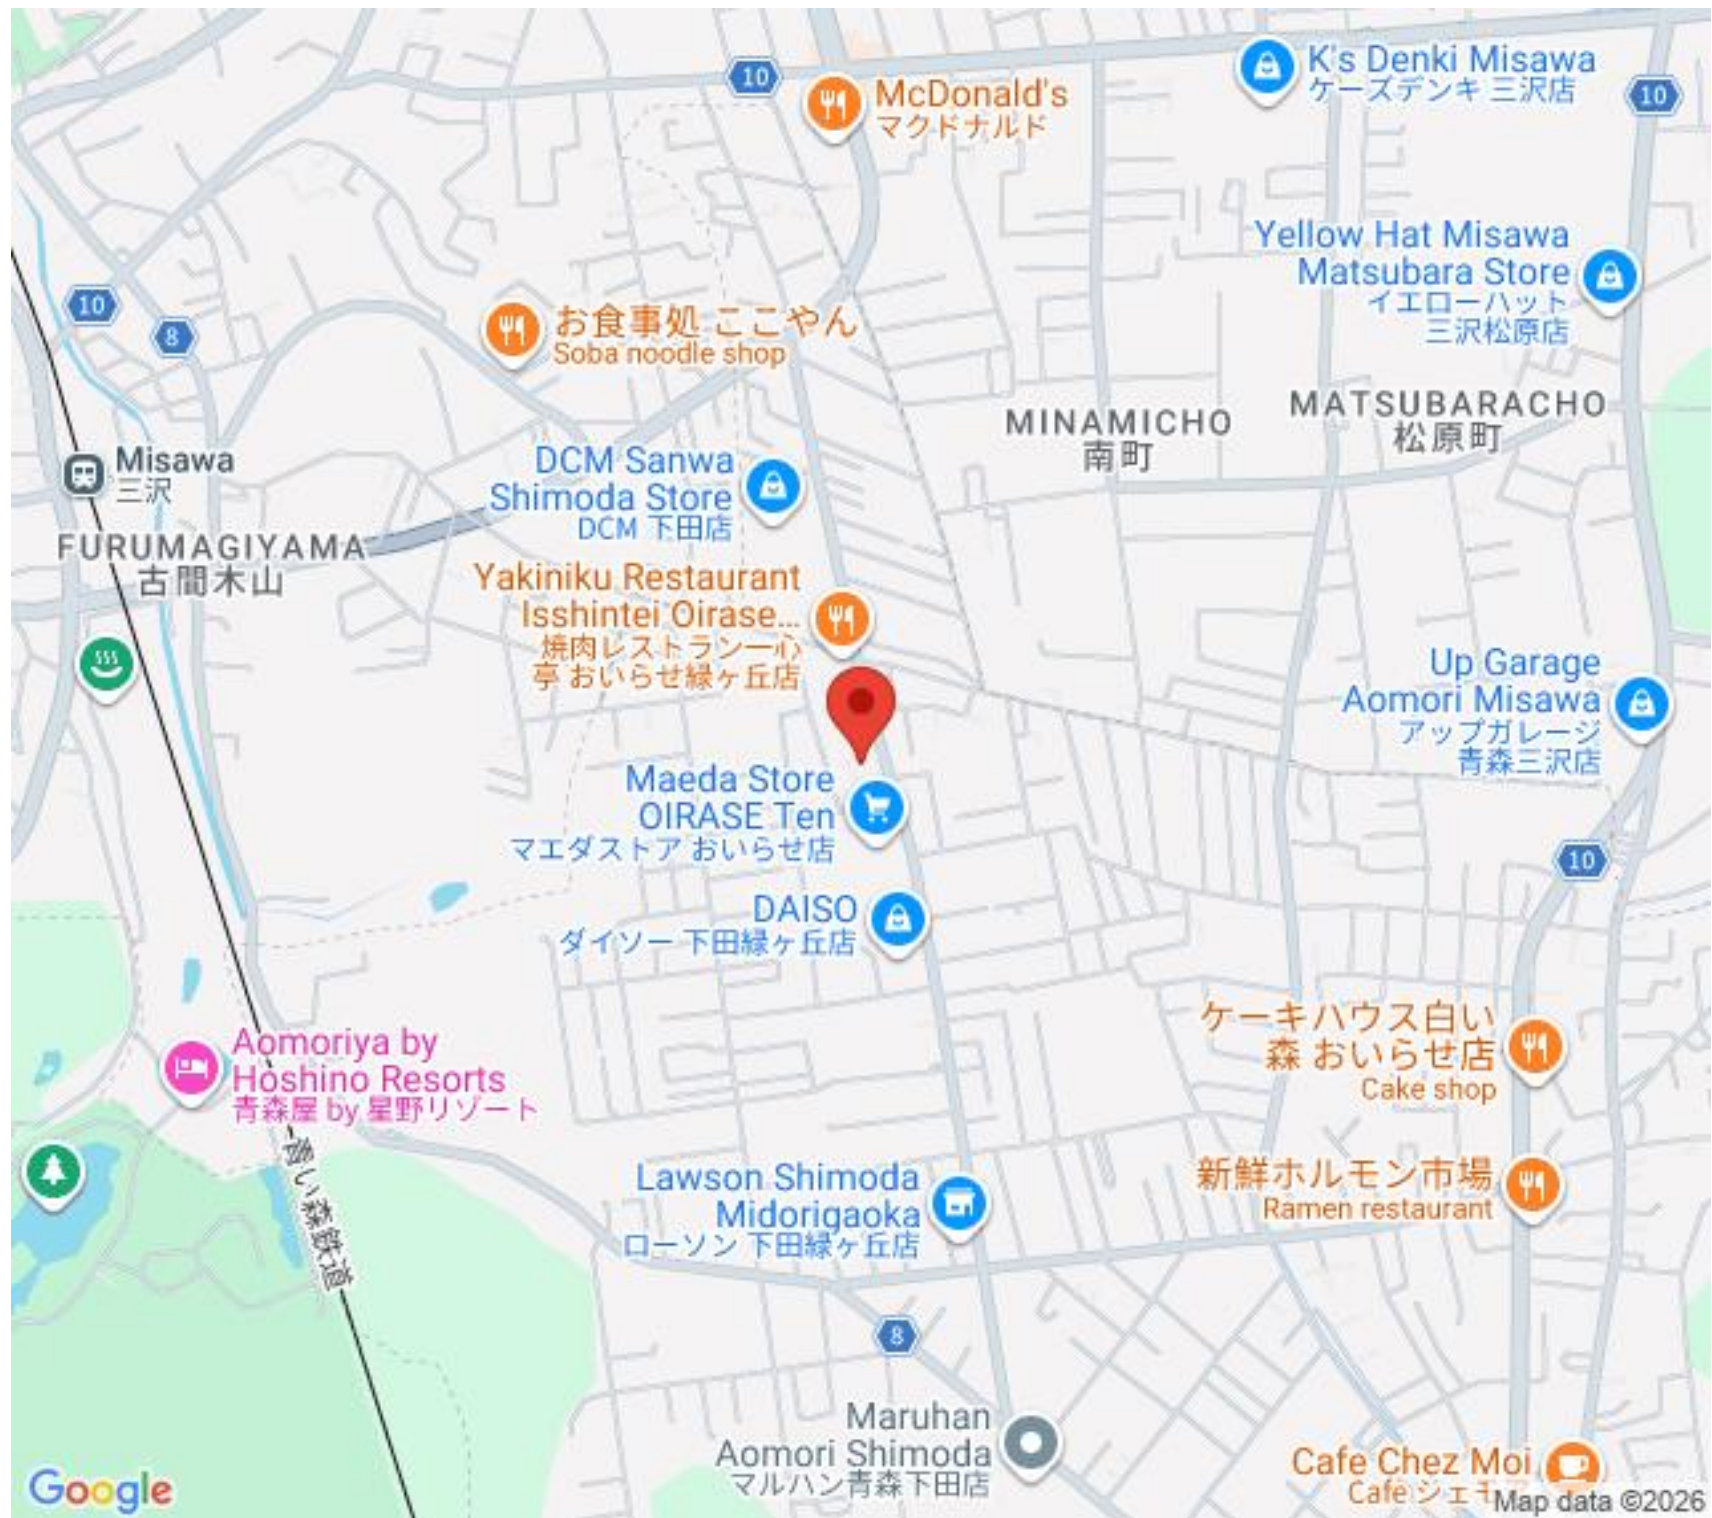 K's Denki Misawa
ケーズデンキ 三沢店
10
McDonald's
マクドナルド
10
Yellow Hat Misawa
Matsubara Store
イエローハット
三沢松原店
10
8
お食事処 ここやん
Soba noodle shop
MINAMICHO
南町
MATSUBARACHO
松原町
Misawa
三沢
DCM Sanwa
Shimoda Store
DCM 下田店
FURUMAGIYAMA
古間木山
Yakiniku Restaurant
Isshintei Oirase...
焼肉レストラン一心
亭 おいらせ緑ヶ丘店
Up Garage
Aomori Misawa
アップガレージ
青森三沢店
Maeda Store
OIRASE Ten
マエダストア おいらせ店
10
DAISO
ダイソー 下田緑ヶ丘店
ケーキハウス白い
森 おいらせ店
Cake shop
Aomoriya by
Hoshino Resorts
青森屋 by 星野リゾート
青い森鉄道
Lawson Shimoda
Midorigaoka
ローソン 下田緑ヶ丘店
新鮮ホルモン市場
Ramen restaurant
8
Maruhan
Aomori Shimoda
マルハン青森下田店
Cafe Chez Moi
Cafe シェモ
Google
Map data ©2026